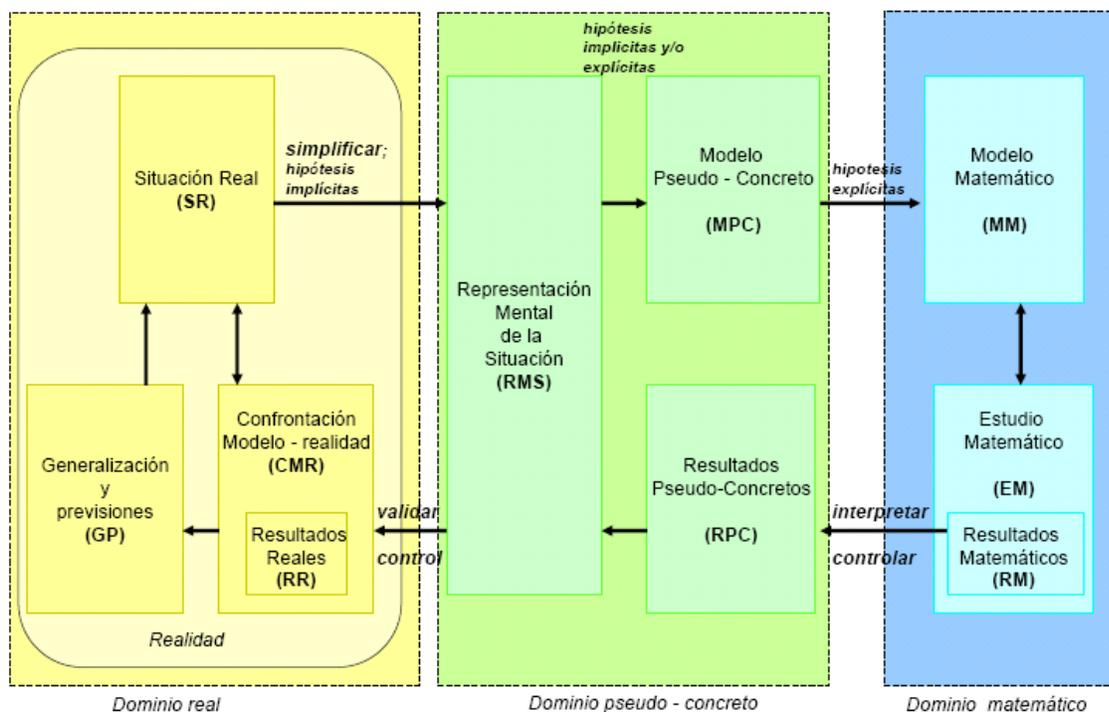 hipótesis
implicitas y/o
explícitas
Situación Real
(SR)
simplificar;
hipótesis
implícitas
Representación
Mental
de la
Situación
(RMS)
Modelo
Pseudo - Concreto
(MPC)
hipotesis
explícitas
Modelo
Matemático
(MM)
Generalización
y
previsiones
(GP)
Confrontación
Modelo - realidad
(CMR)
Resultados
Reales
(RR)
validar
control
Resultados
Pseudo-Concretos
(RPC)
interpretar
controlar
Estudio
Matemático
(EM)
Resultados
Matemáticos
(RM)
Realidad
Dominio real
Dominio pseudo - concreto
Dominio matemático